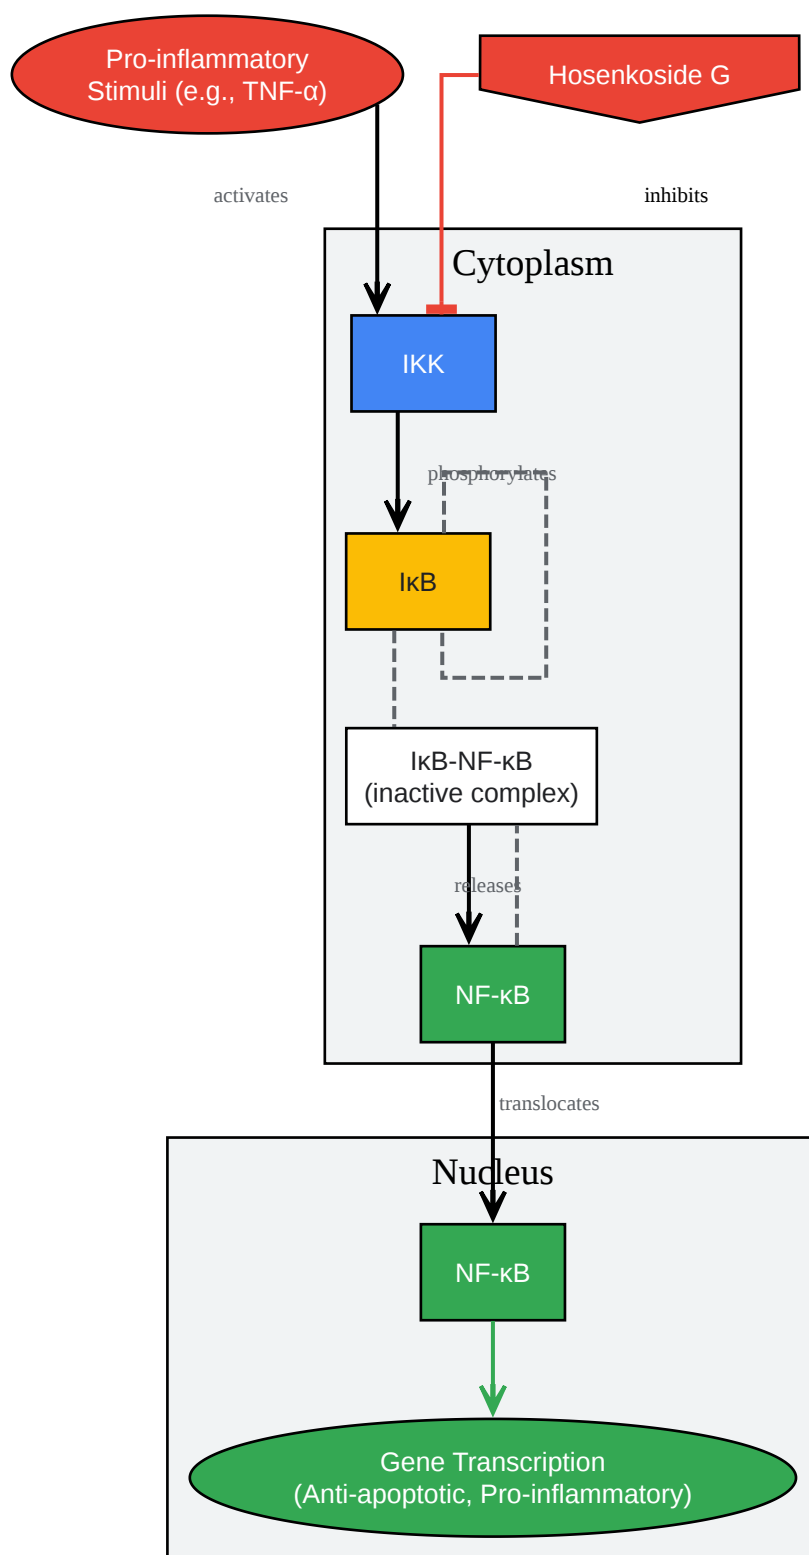 Pro-inflammatory
Stimuli (e.g., TNF-α)
Hosenkoside G
activates
inhibits
Cytoplasm
IKK
phosphorylates
IκB
IκB-NF-κB
(inactive complex)
releases
NF-κB
translocates
Nucleus
NF-κB
Gene Transcription
(Anti-apoptotic, Pro-inflammatory)